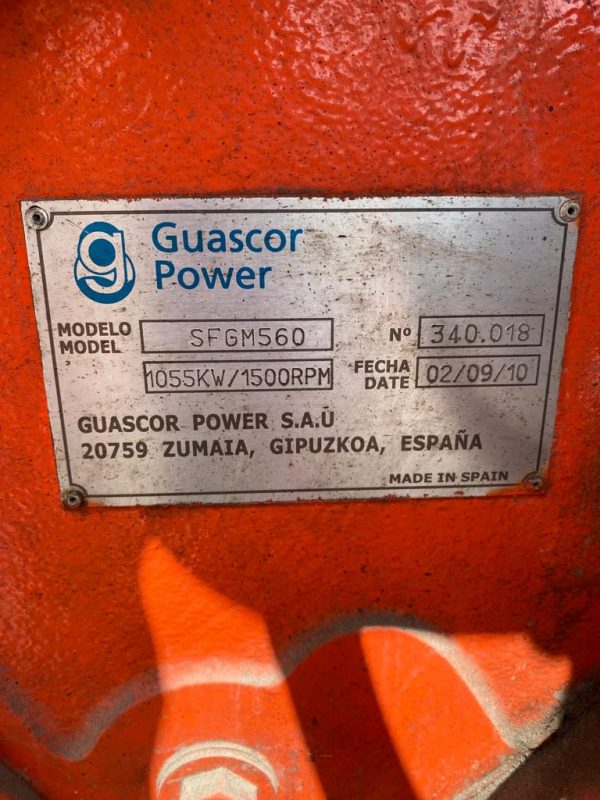 Guascor
Power
MODELO
MODEL
SFGM560
Nº 340.018
1055KW/1500RPM
FECHA
DATE
02/09/10
GUASCOR POWER S.A.U
20759 ZUMAIA, GIPUZKOA, ESPAÑA
MADE IN SPAIN